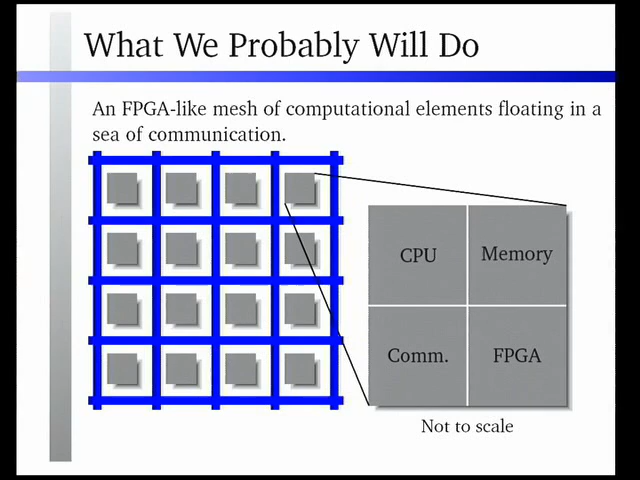 What We Probably Will Do
An FPGA-like mesh of computational elements floating in a
sea of communication.
CPU
Memory
Comm.
FPGA
Not to scale